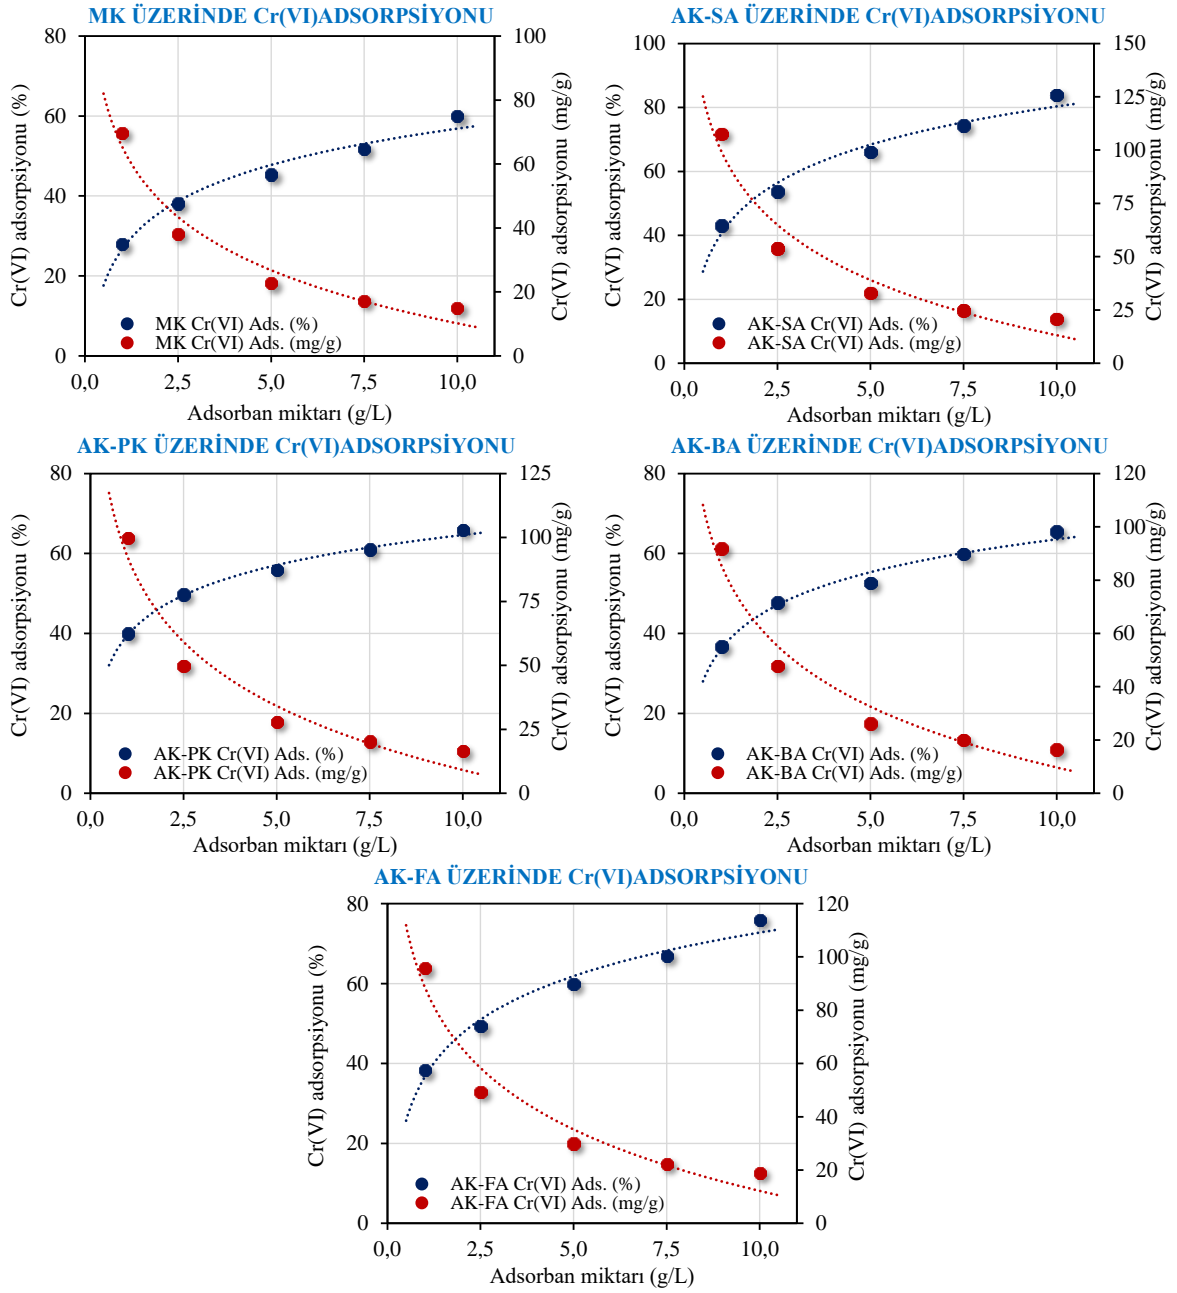 MK ÜZERİNDE Cr(VI)ADSORPSİYONU
80
60
40
20
0
Cr(VI) adsorpsiyonu (%)
100
80
60
40
20
0
Cr(VI) adsorpsiyonu (mg/g)
MK Cr(VI) Ads. (%)
MK Cr(VI) Ads. (mg/g)
0,0 2,5 5,0 7,5 10,0
Adsorban miktarı (g/L)
AK-SA ÜZERİNDE Cr(VI)ADSORPSİYONU
100
80
60
40
20
0
Cr(VI) adsorpsiyonu (%)
150
125
100
75
50
25
0
Cr(VI) adsorpsiyonu (mg/g)
AK-SA Cr(VI) Ads. (%)
AK-SA Cr(VI) Ads. (mg/g)
0,0 2,5 5,0 7,5 10,0
Adsorban miktarı (g/L)
AK-PK ÜZERİNDE Cr(VI)ADSORPSİYONU
80
60
40
20
0
Cr(VI) adsorpsiyonu (%)
125
100
75
50
25
0
Cr(VI) adsorpsiyonu (mg/g)
AK-PK Cr(VI) Ads. (%)
AK-PK Cr(VI) Ads. (mg/g)
0,0 2,5 5,0 7,5 10,0
Adsorban miktarı (g/L)
AK-BA ÜZERİNDE Cr(VI)ADSORPSİYONU
80
60
40
20
0
Cr(VI) adsorpsiyonu (%)
120
100
80
60
40
20
0
Cr(VI) adsorpsiyonu (mg/g)
AK-BA Cr(VI) Ads. (%)
AK-BA Cr(VI) Ads. (mg/g)
0,0 2,5 5,0 7,5 10,0
Adsorban miktarı (g/L)
AK-FA ÜZERİNDE Cr(VI)ADSORPSİYONU
80
60
40
20
0
Cr(VI) adsorpsiyonu (%)
120
100
80
60
40
20
0
Cr(VI) adsorpsiyonu (mg/g)
AK-FA Cr(VI) Ads. (%)
AK-FA Cr(VI) Ads. (mg/g)
0,0 2,5 5,0 7,5 10,0
Adsorban miktarı (g/L)